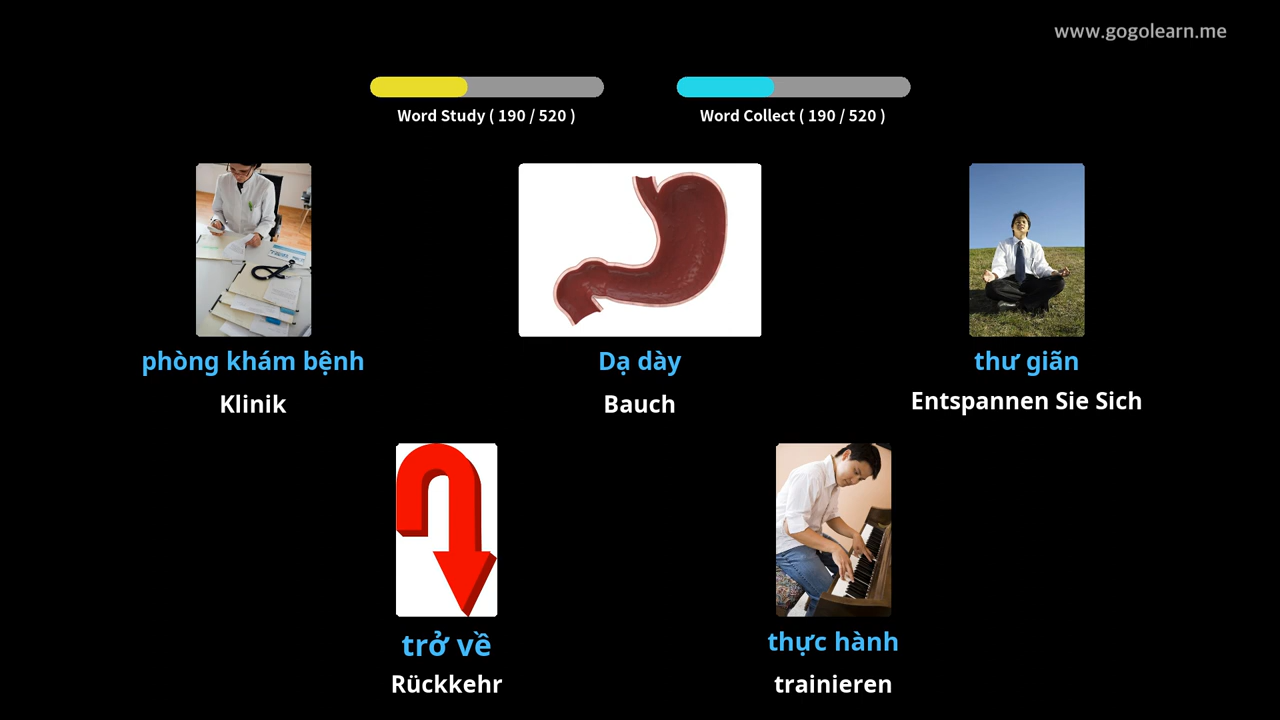 www.gogolearn.me
Word Study ( 190 / 520 )
Word Collect ( 190 / 520 )
phòng khám bệnh
Klinik
Dạ dày
Bauch
thư giãn
Entspannen Sie Sich
trở về
Rückkehr
thực hành
trainieren